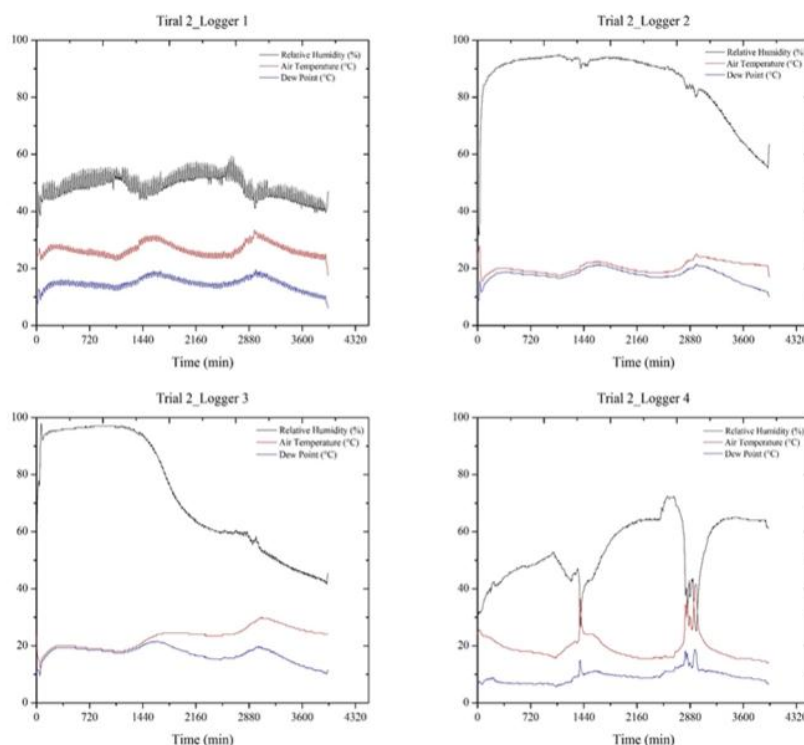 Tiral 2_Logger 1
100
80
60
40
20
0
Relative Humidity (%)
Air Temperature (°C)
Dew Point (°C)
0 720 1440 2160 2880 3600 4320
Time (min)
Trial 2_Logger 2
100
80
60
40
20
0
Relative Humidity (%)
Air Temperature (°C)
Dew Point (°C)
0 720 1440 2160 2880 3600 4320
Time (min)
Trial 2_Logger 3
100
80
60
40
20
0
Relative Humidity (%)
Air Temperature (°C)
Dew Point (°C)
0 720 1440 2160 2880 3600 4320
Time (min)
Trial 2_Logger 4
100
80
60
40
20
0
Relative Humidity (%)
Air Temperature (°C)
Dew Point (°C)
0 720 1440 2160 2880 3600 4320
Time (min)